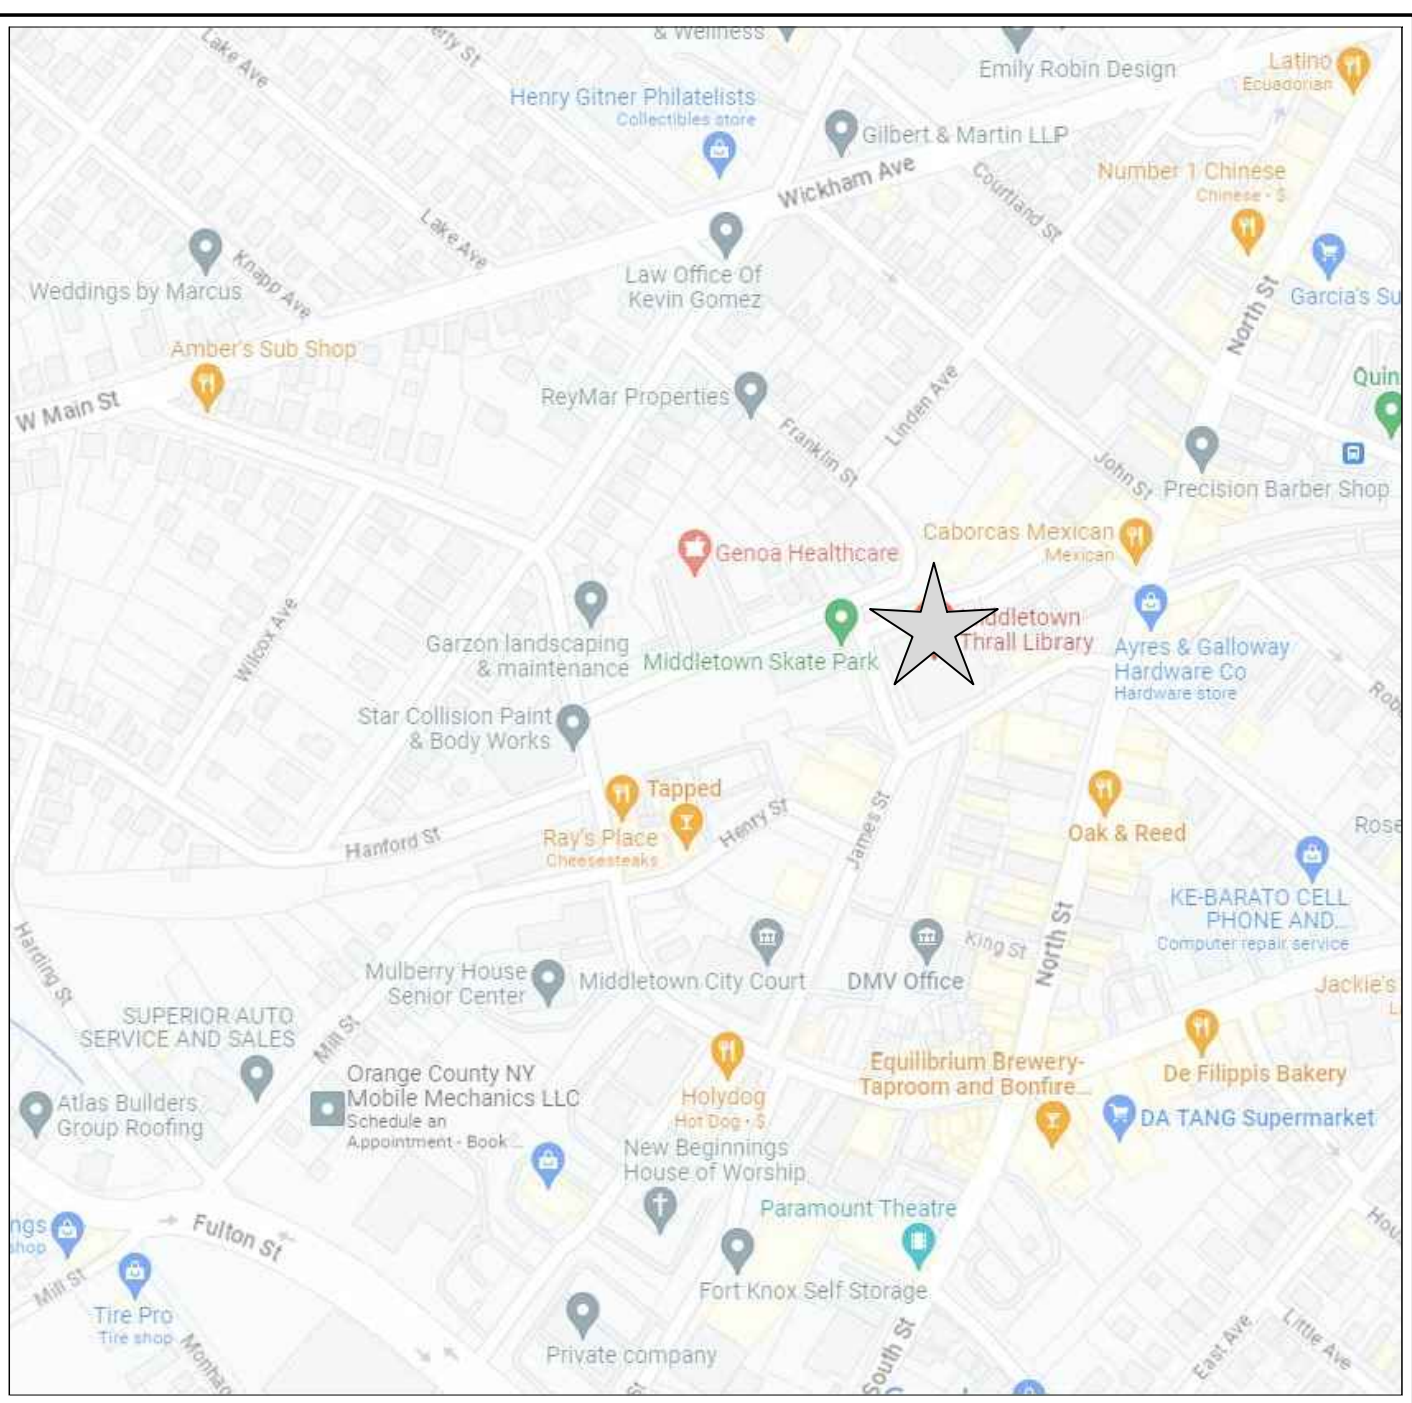 Lake Ave
erty St
& Wellness
Emily Robin Design
Latino
Ecuadorian
Henry Gitner Philatelists
Collectibles store
Gilbert & Martin LLP
Wickham Ave
Courtland St
Number 1 Chinese
Chinese · $
Lake Ave
Knapp Ave
Weddings by Marcus
Law Office Of
Kevin Gomez
North St
Garcia's Su
Amber's Sub Shop
W Main St
ReyMar Properties
Linden Ave
Quin
Franklin St
John St
Precision Barber Shop
Caborcas Mexican
Mexican
Genoa Healthcare
Wilcox Ave
Garzon landscaping
& maintenance
Middletown Skate Park
ddletown
Thrall Library
Ayres & Galloway
Hardware Co
Hardware store
Rob
Star Collision Paint
& Body Works
Tapped
Henry St
James St
Ray's Place
Cheesesteaks
Hanford St
Oak & Reed
Rose
KE-BARATO CELL
PHONE AND...
Computer repair service
Harding St
Mulberry House
Senior Center
Middletown City Court
DMV Office
King St
North St
Jackie's
L
SUPERIOR AUTO
SERVICE AND SALES
Mill St
Orange County NY
Mobile Mechanics LLC
Schedule an
Appointment - Book ...
Atlas Builders
Group Roofing
Holydog
Hot Dog · $
Equilibrium Brewery-
Taproom and Bonfire...
De Filippis Bakery
DA TANG Supermarket
New Beginnings
House of Worship
Paramount Theatre
Fulton St
ngs
shop
Mill St
Tire Pro
Tire shop
Monhag
Fort Knox Self Storage
Private company
South St
East Ave
Little Ave
Hou
St